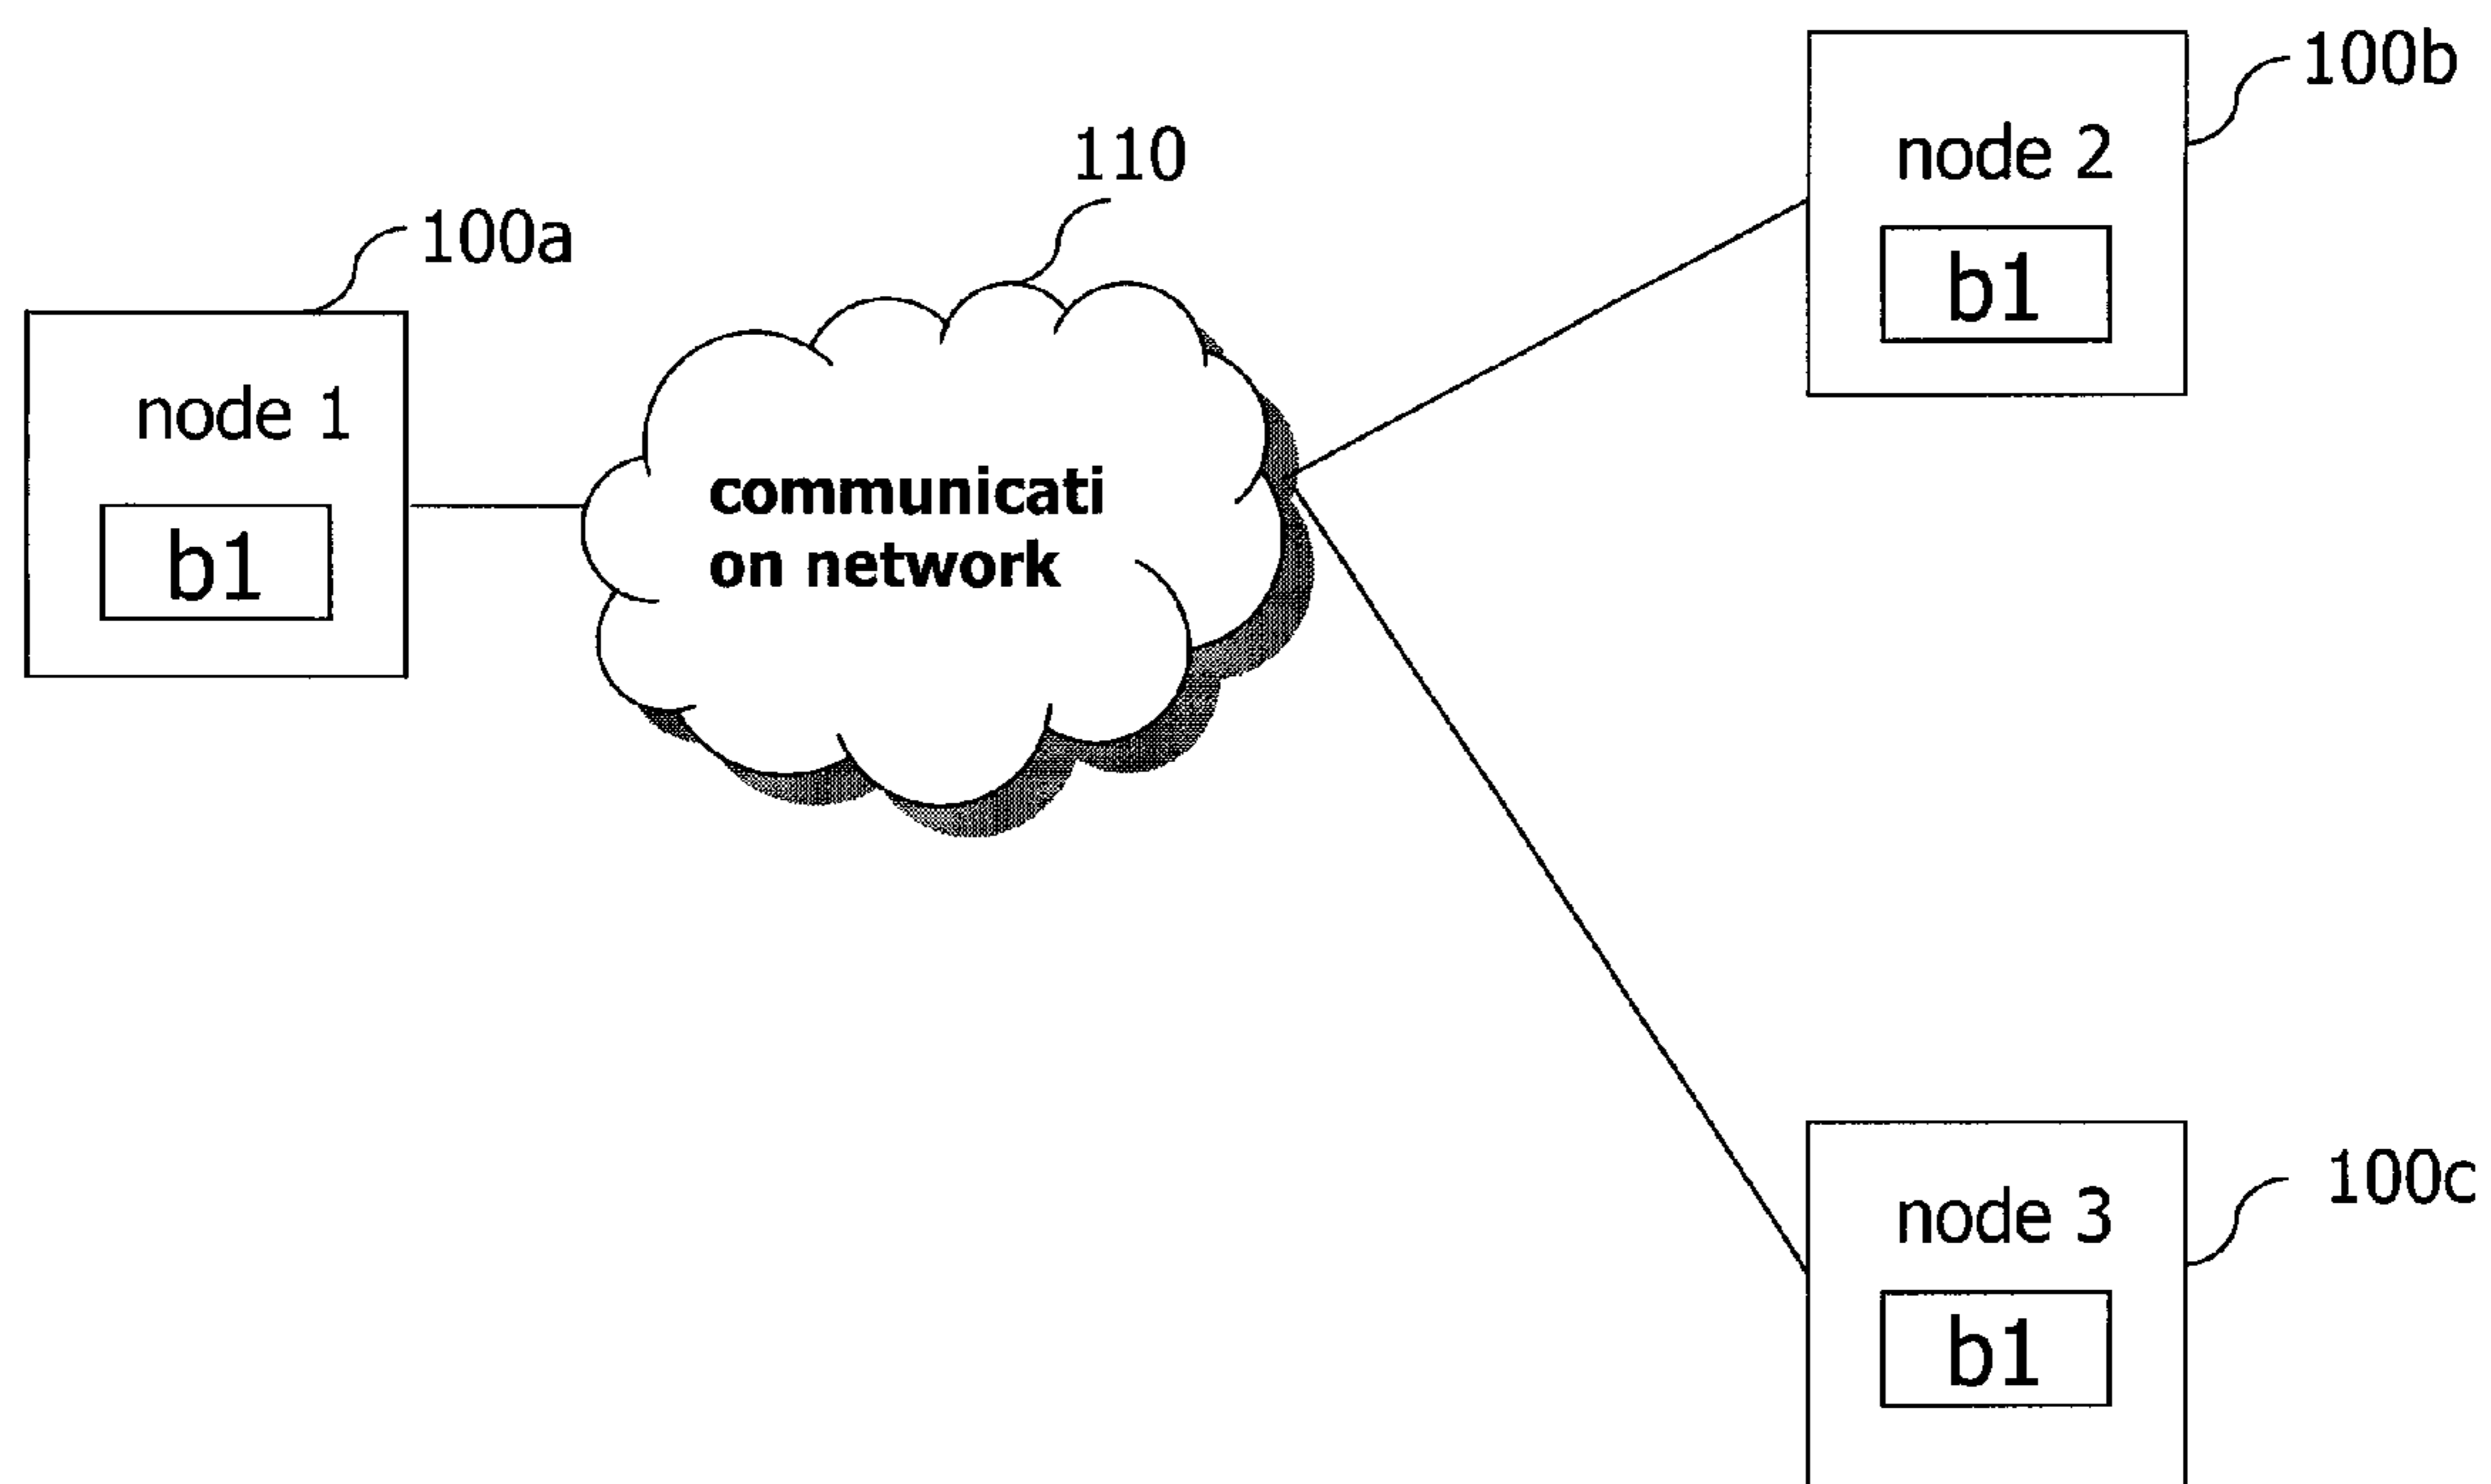 100b
node 2
b1
110
100a
node 1
b1
communicati
on network
100c
node 3
b1